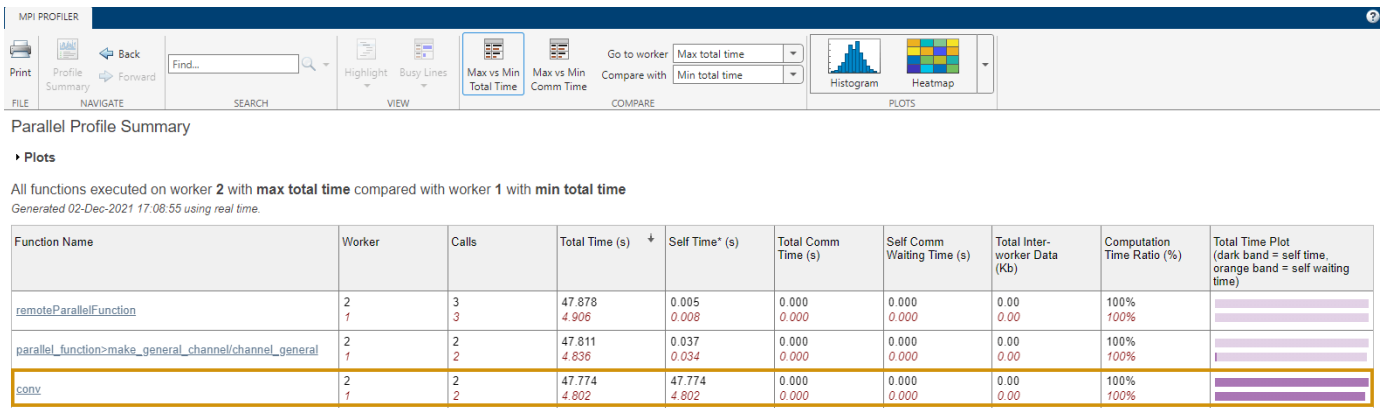 MPI PROFILER
?
Print
Profile
Summary
Back
Forward
Find...
Highlight
Busy Lines
Max vs Min
Total Time
Max vs Min
Comm Time
Go to worker
Max total time
Compare with
Min total time
Histogram
Heatmap
FILE
NAVIGATE
SEARCH
VIEW
COMPARE
PLOTS
Parallel Profile Summary
Plots
All functions executed on worker 2 with max total time compared with worker 1 with min total time
Generated 02-Dec-2021 17:08:55 using real time.
Function Name
Worker
Calls
Total Time (s)
Self Time* (s)
Total Comm
Time (s)
Self Comm
Waiting Time (s)
Total Inter-
worker Data
(Kb)
Computation
Time Ratio (%)
Total Time Plot
(dark band = self time,
orange band = self waiting
time)
remoteParallelFunction
2
1
3
3
47.878
4.906
0.005
0.008
0.000
0.000
0.000
0.000
0.00
0.00
100%
100%
parallel_function>make_general_channel/channel_general
2
1
2
2
47.811
4.836
0.037
0.034
0.000
0.000
0.000
0.000
0.00
0.00
100%
100%
conv
2
1
2
2
47.774
4.802
47.774
4.802
0.000
0.000
0.000
0.000
0.00
0.00
100%
100%